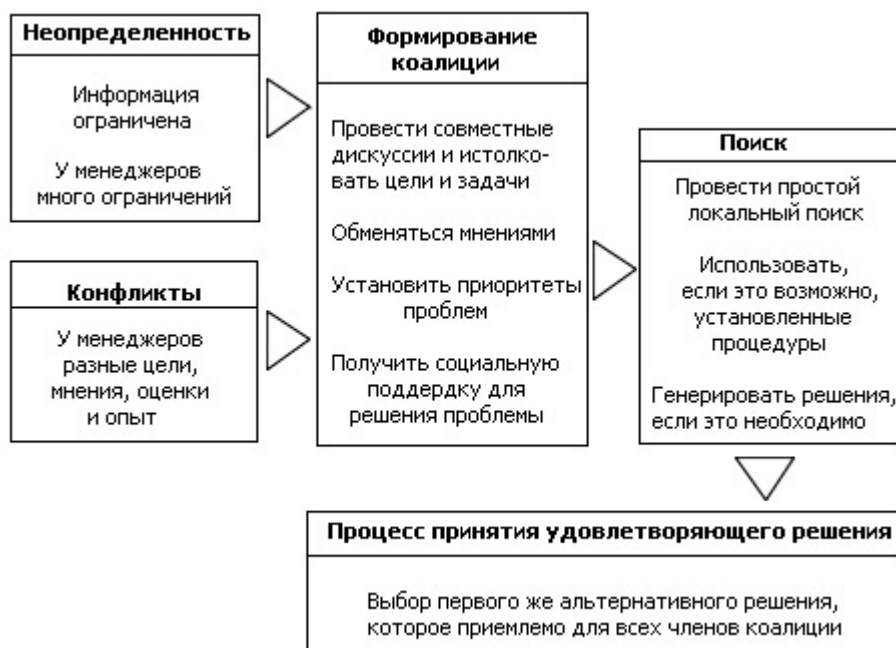 Неопределенность
Информация
ограничена
У менеджеров
много ограничений
Конфликты
У менеджеров
разные цели,
мнения, оценки
и опыт
Формирование
коалиции
Провести совместные
дискуссии и истолко-
вать цели и задачи
Обменяться мнениями
Установить приоритеты
проблем
Получить социальную
поддердку для
решения проблемы
Поиск
Провести простой
локальный поиск
Использовать,
если это возможно,
установленные
процедуры
Генерировать решения,
если это необходимо
Процесс принятия удовлетворяющего решения
Выбор первого же альтернативного решения,
которое приемлемо для всех членов коалиции